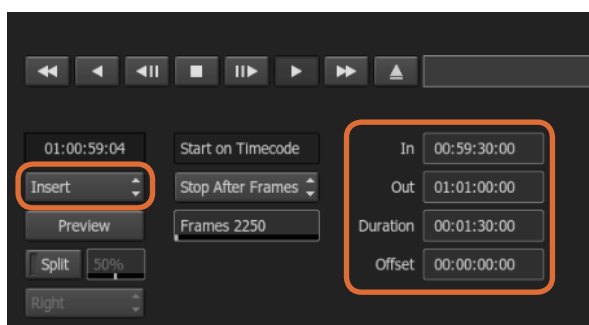 01:00:59:04 Start on Timecode In 00:59:30:00
Insert Stop After Frames Out 01:01:00:00
Preview Frames 2250 Duration 00:01:30:00
Split 50% Offset 00:00:00:00
Right